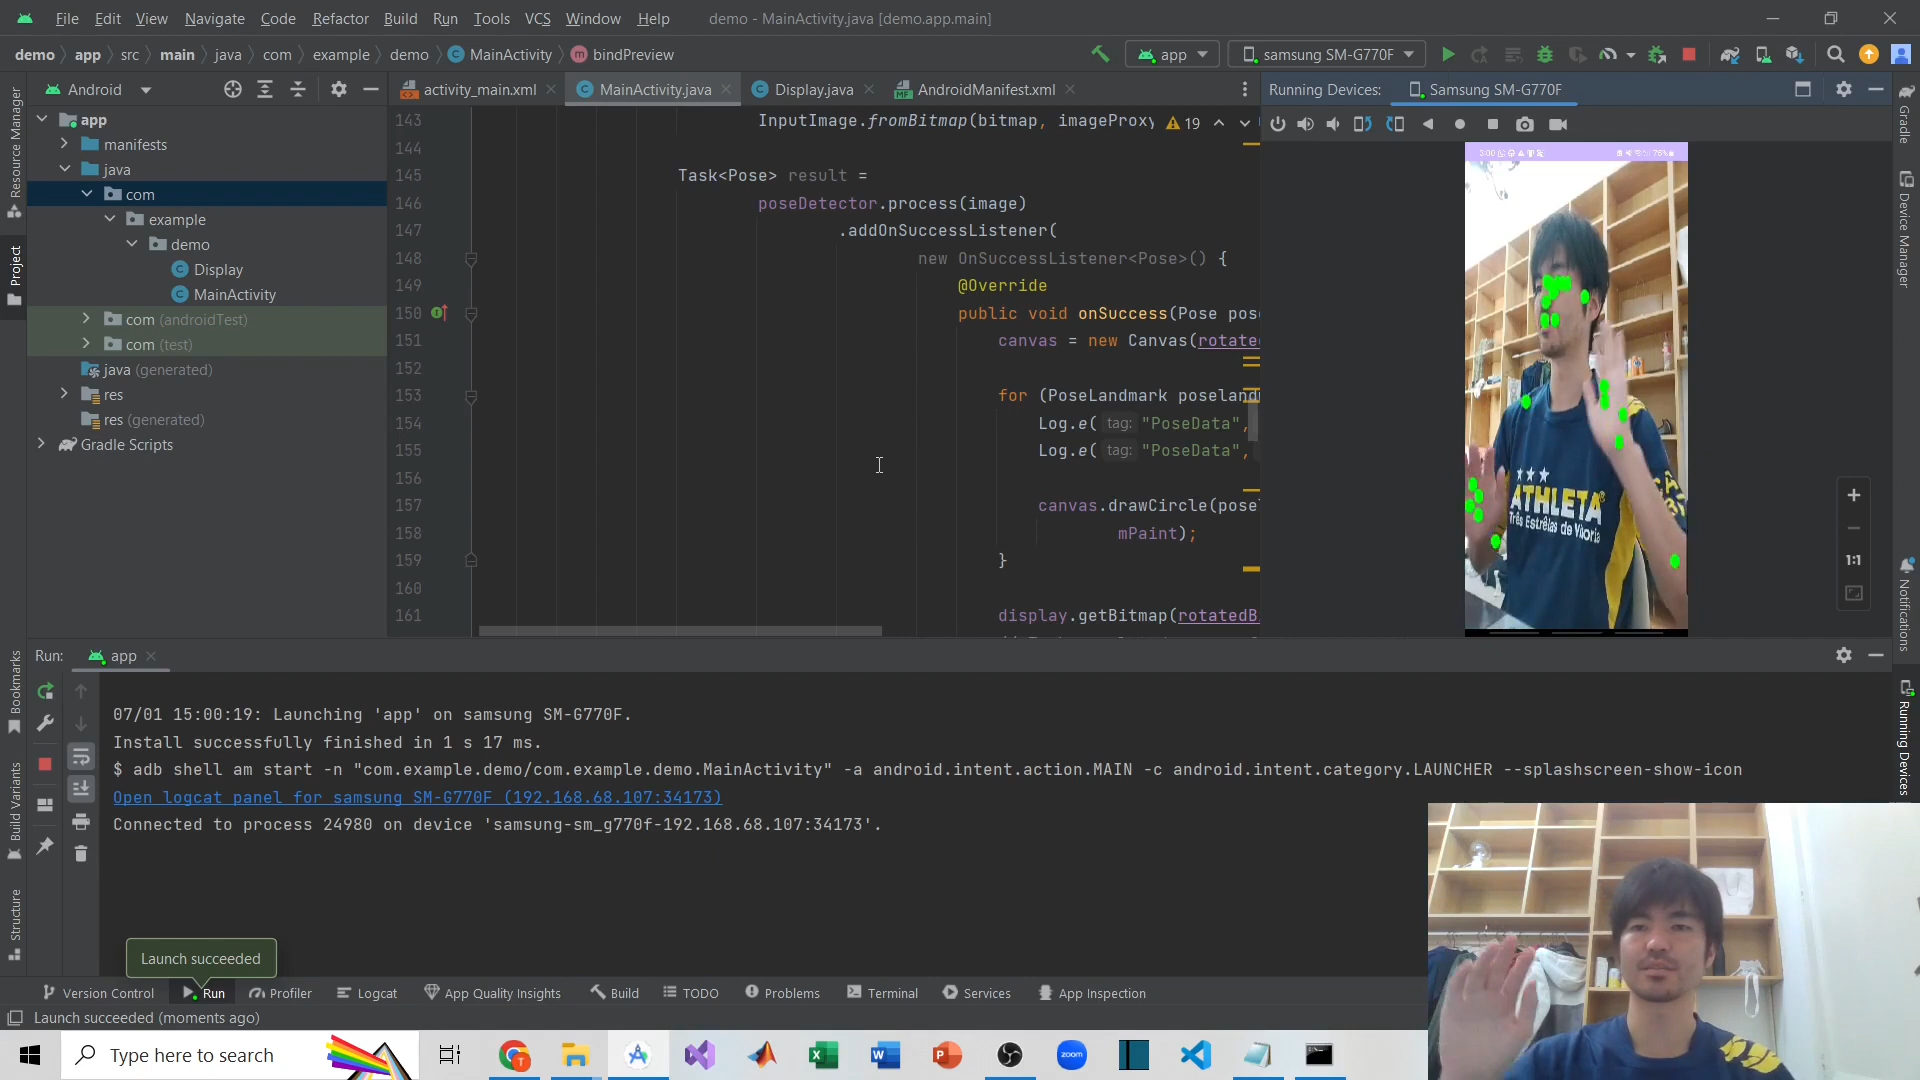 File Edit View Navigate Code Refactor Build Run Tools VCS Window Help demo - MainActivity.java [demo.app.main]
demo app src main java com example demo MainActivity bindPreview
app samsung SM-G770F
Android
activity_main.xml MainActivity.java Display.java AndroidManifest.xml
Running Devices: Samsung SM-G770F
app
manifests
java
com
example
demo
Display
MainActivity
com (androidTest)
com (test)
java (generated)
res
res (generated)
Gradle Scripts
Resource Manager
Project
Bookmarks
Build Variants
Structure
143 InputImage.fromBitmap(bitmap, imageProxy
19
144
145 Task<Pose> result =
146 poseDetector.process(image)
147 .addOnSuccessListener(
148 new OnSuccessListener<Pose>() {
149 @Override
150 public void onSuccess(Pose pos
151 canvas = new Canvas(rotate
152
153 for (PoseLandmark poseland
154 Log.e( tag: "PoseData",
155 Log.e( tag: "PoseData",
156
157 canvas.drawCircle(pose
158 mPaint);
159 }
160
161 display.getBitmap(rotatedB
3:00
76%
ATHLETA
Três Estrêlas de Vitoria
1:1
Gradle
Device Manager
Notifications
Running Devices
Run: app
07/01 15:00:19: Launching 'app' on samsung SM-G770F.
Install successfully finished in 1 s 17 ms.
$ adb shell am start -n "com.example.demo/com.example.demo.MainActivity" -a android.intent.action.MAIN -c android.intent.category.LAUNCHER --splashscreen-show-icon
Open logcat panel for samsung SM-G770F (192.168.68.107:34173)
Connected to process 24980 on device 'samsung-sm_g770f-192.168.68.107:34173'.
Launch succeeded
Version Control Run Profiler Logcat App Quality Insights Build TODO Problems Terminal Services App Inspection
Launch succeeded (moments ago)
Type here to search
zoom